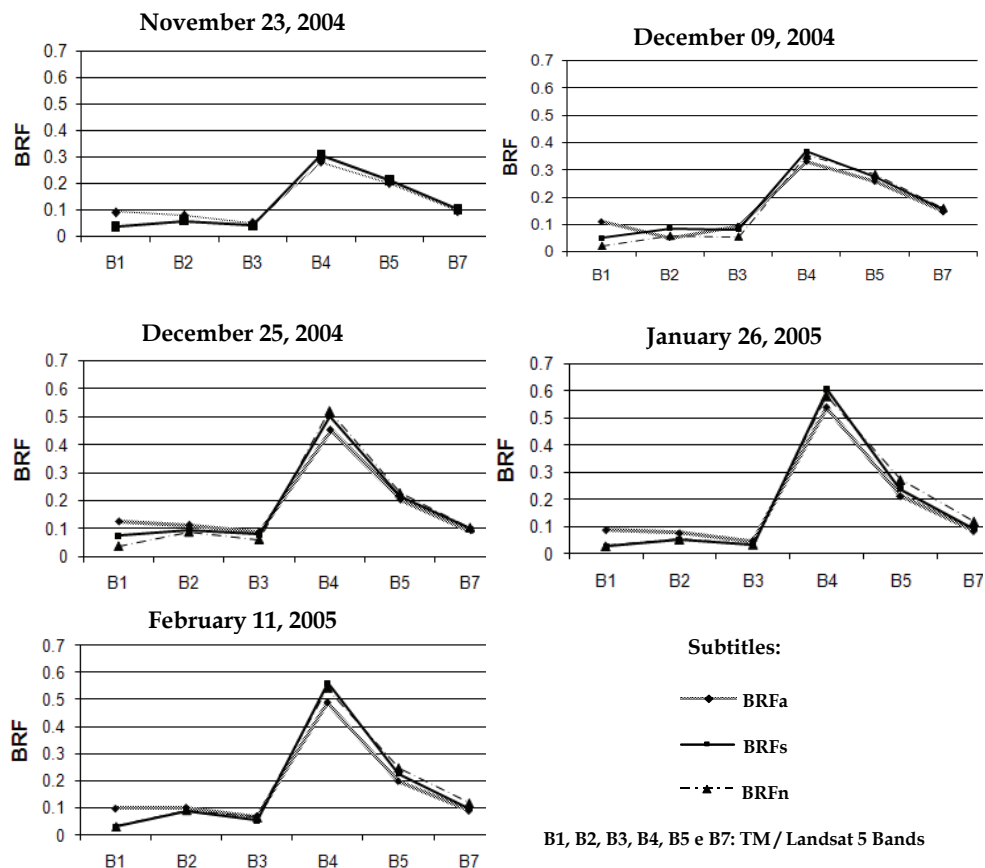 November 23, 2004
BRF
0.7
0.6
0.5
0.4
0.3
0.2
0.1
0
B1 B2 B3 B4 B5 B7
December 09, 2004
BRF
0.7
0.6
0.5
0.4
0.3
0.2
0.1
0
B1 B2 B3 B4 B5 B7
December 25, 2004
BRF
0.7
0.6
0.5
0.4
0.3
0.2
0.1
0
B1 B2 B3 B4 B5 B7
January 26, 2005
BRF
0.7
0.6
0.5
0.4
0.3
0.2
0.1
0
B1 B2 B3 B4 B5 B7
February 11, 2005
BRF
0.7
0.6
0.5
0.4
0.3
0.2
0.1
0
B1 B2 B3 B4 B5 B7
Subtitles:
BRFa
BRFs
BRFn
B1, B2, B3, B4, B5 e B7: TM / Landsat 5 Bands